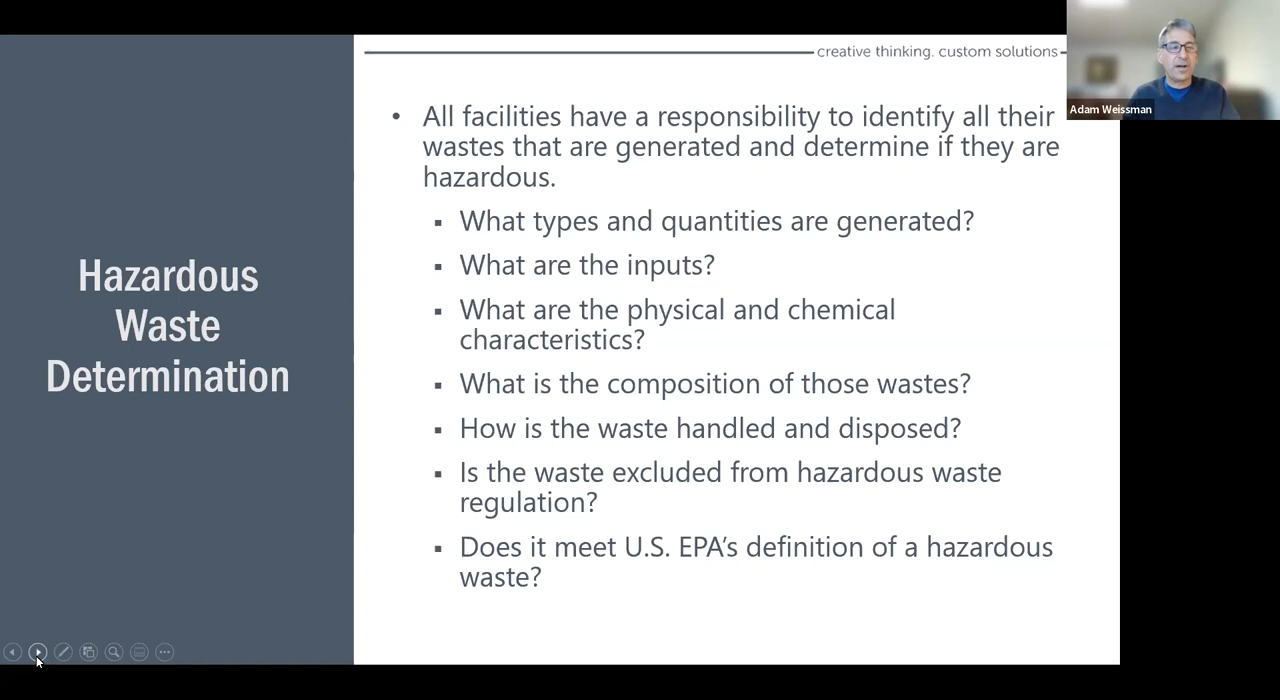 creative thinking. custom solutions
Adam Weissman
Hazardous
Waste
Determination
• All facilities have a responsibility to identify all their
wastes that are generated and determine if they are
hazardous.
▪ What types and quantities are generated?
▪ What are the inputs?
▪ What are the physical and chemical
characteristics?
▪ What is the composition of those wastes?
▪ How is the waste handled and disposed?
▪ Is the waste excluded from hazardous waste
regulation?
▪ Does it meet U.S. EPA’s definition of a hazardous
waste?